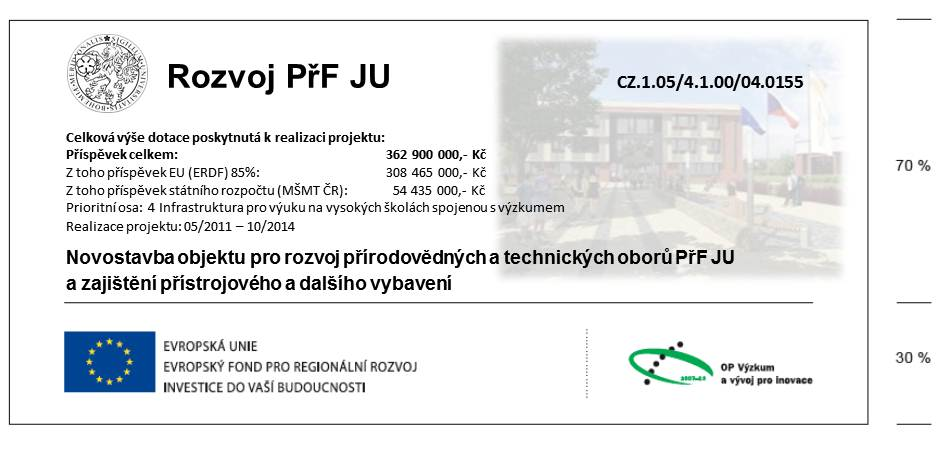 Rozvoj PřF JU
CZ.1.05/4.1.00/04.0155
Celková výše dotace poskytnutá k realizaci projektu:
Příspěvek celkem: 362 900 000,- Kč
Z toho příspěvek EU (ERDF) 85%: 308 465 000,- Kč
Z toho příspěvek státního rozpočtu (MŠMT ČR): 54 435 000,- Kč
Prioritní osa: 4 Infrastruktura pro výuku na vysokých školách spojenou s výzkumem
Realizace projektu: 05/2011 – 10/2014
Novostavba objektu pro rozvoj přírodovědných a technických oborů PřF JU
a zajištění přístrojového a dalšího vybavení
70 %
EVROPSKÁ UNIE
EVROPSKÝ FOND PRO REGIONÁLNÍ ROZVOJ
INVESTICE DO VAŠÍ BUDOUCNOSTI
2007-13
OP Výzkum
a vývoj pro inovace
30 %